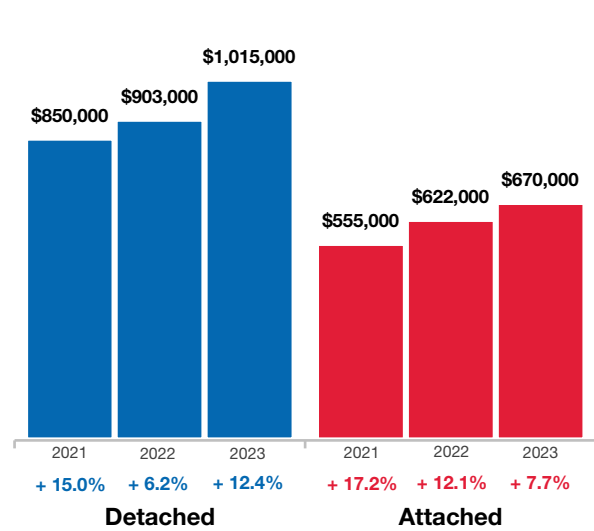 $850,000 $903,000 $1,015,000 $555,000 $622,000 $670,000
2021 2022 2023 2021 2022 2023
+ 15.0% + 6.2% + 12.4% + 17.2% + 12.1% + 7.7%
Detached Attached